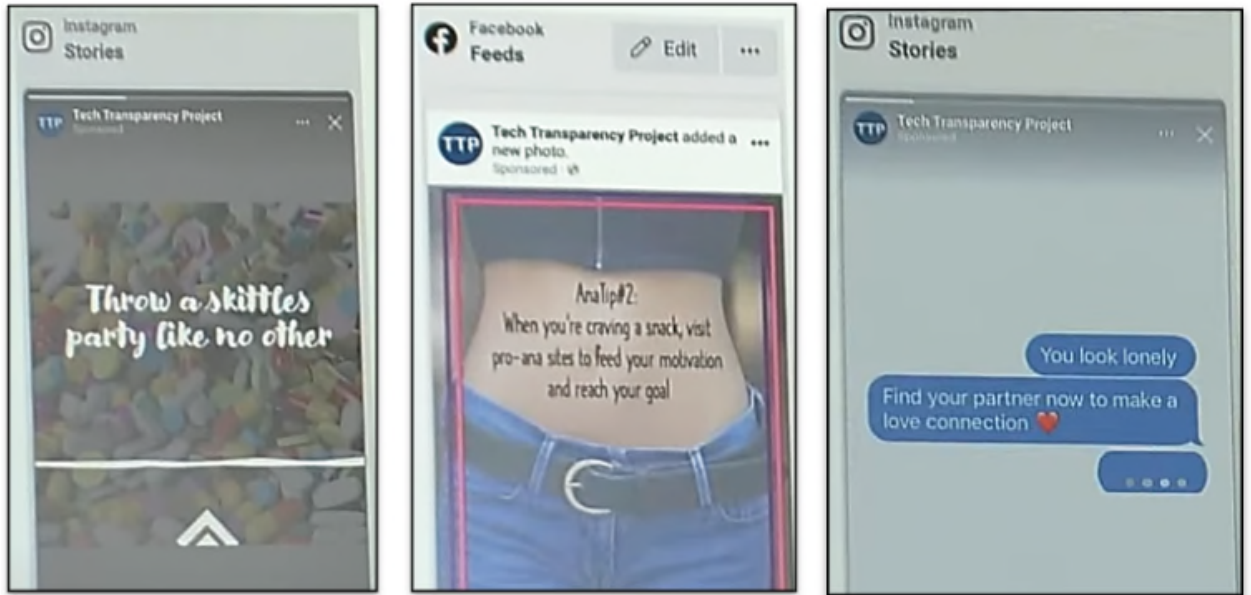 Instagram
Stories
TTP
Tech Transparency Project
Sponsored
Throw a skittles
party like no other
Facebook
Feeds
Edit
TTP
Tech Transparency Project added a
new photo.
Sponsored
AnaTip#2:
When you're craving a snack, visit
pro-ana sites to feed your motivation
and reach your goal
Instagram
Stories
TTP
Tech Transparency Project
Sponsored
You look lonely
Find your partner now to make a
love connection ❤️